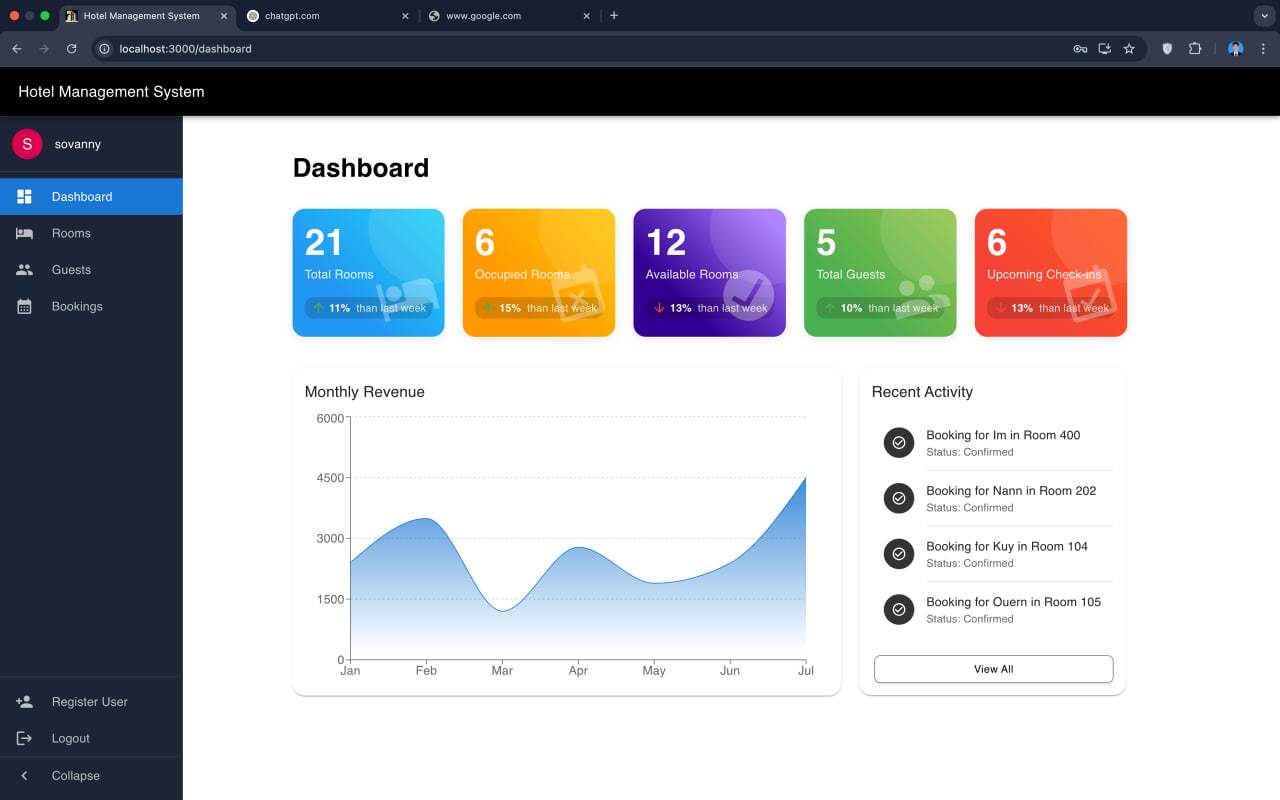 Hotel Management System
chatgpt.com
www.google.com
localhost:3000/dashboard
Hotel Management System
S
sovanny
Dashboard
Rooms
Guests
Bookings
Register User
Logout
Collapse
Dashboard
21
Total Rooms
11% than last week
6
Occupied Rooms
15% than last week
12
Available Rooms
13% than last week
5
Total Guests
10% than last week
6
Upcoming Check-ins
13% than last week
Monthly Revenue
6000
4500
3000
1500
0
Jan Feb Mar Apr May Jun Jul
Recent Activity
Booking for Im in Room 400
Status: Confirmed
Booking for Nann in Room 202
Status: Confirmed
Booking for Kuy in Room 104
Status: Confirmed
Booking for Ouern in Room 105
Status: Confirmed
View All